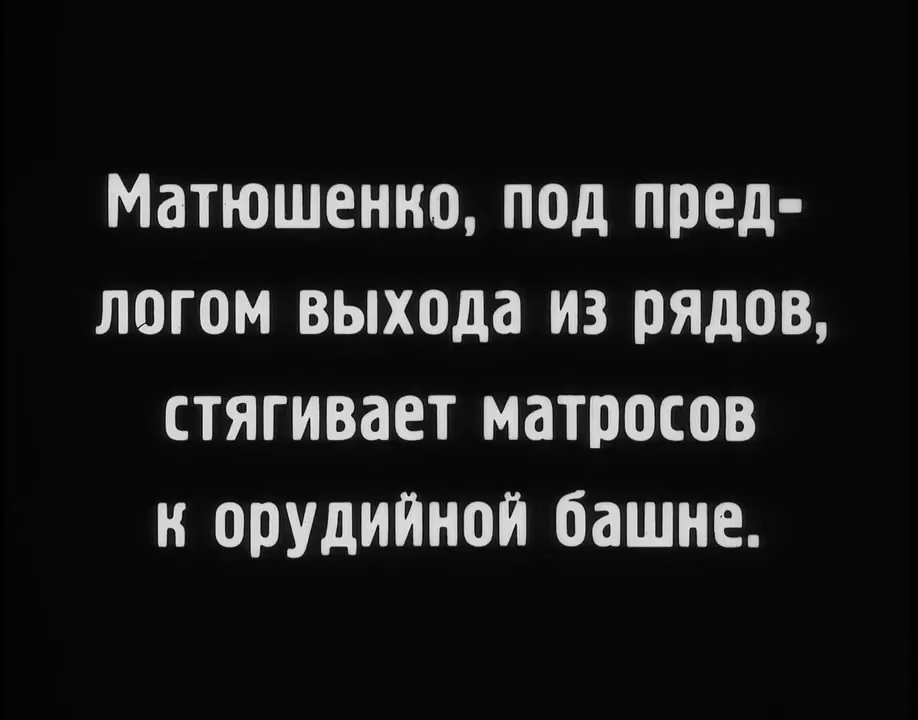 Матюшенко, под пред-
логом выхода из рядов,
стягивает матросов
к орудийной башне.